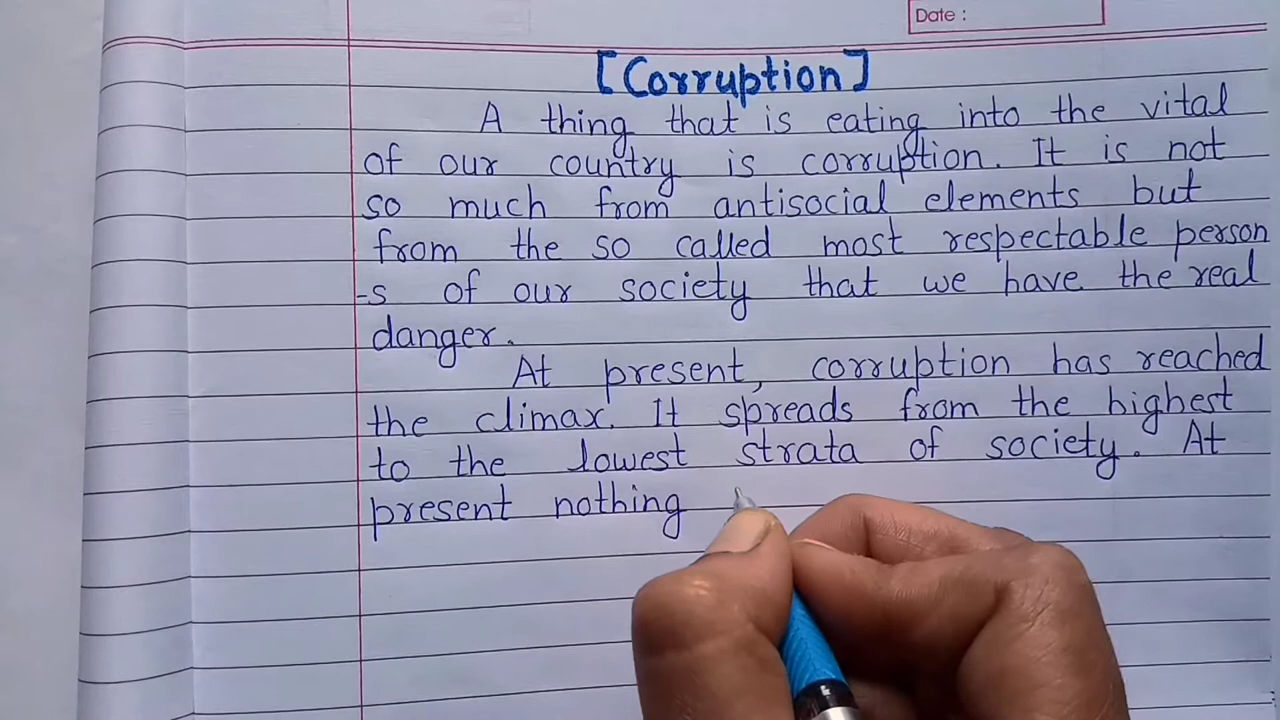 Date :
[Corruption]
A thing that is eating into the vital
of our country is corruption. It is not
so much from antisocial elements but
from the so called most respectable person
-s of our society that we have the real
danger.
At present, corruption has reached
the climax. It spreads from the highest
to the lowest strata of society. At
present nothing